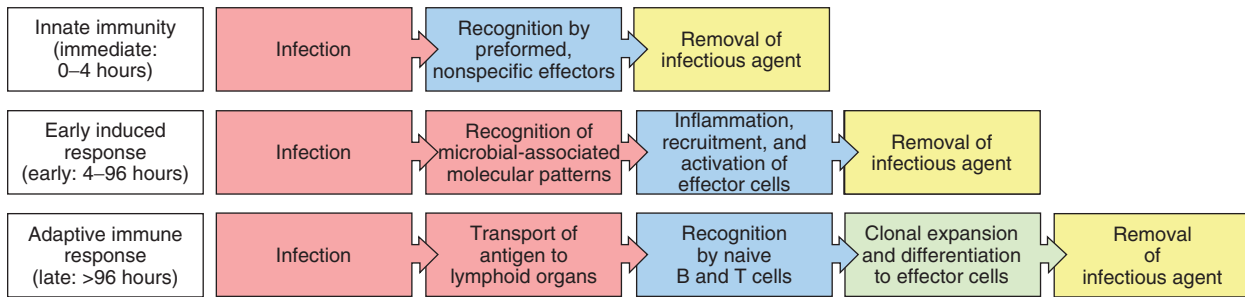 Innate immunity
(immediate:
0–4 hours)
Infection
Recognition by
preformed,
nonspecific effectors
Removal of
infectious agent
Early induced
response
(early: 4–96 hours)
Infection
Recognition of
microbial-associated
molecular patterns
Inflammation,
recruitment, and
activation of
effector cells
Removal of
infectious agent
Adaptive immune
response
(late: >96 hours)
Infection
Transport of
antigen to
lymphoid organs
Recognition
by naive
B and T cells
Clonal expansion
and differentiation
to effector cells
Removal
of
infectious agent